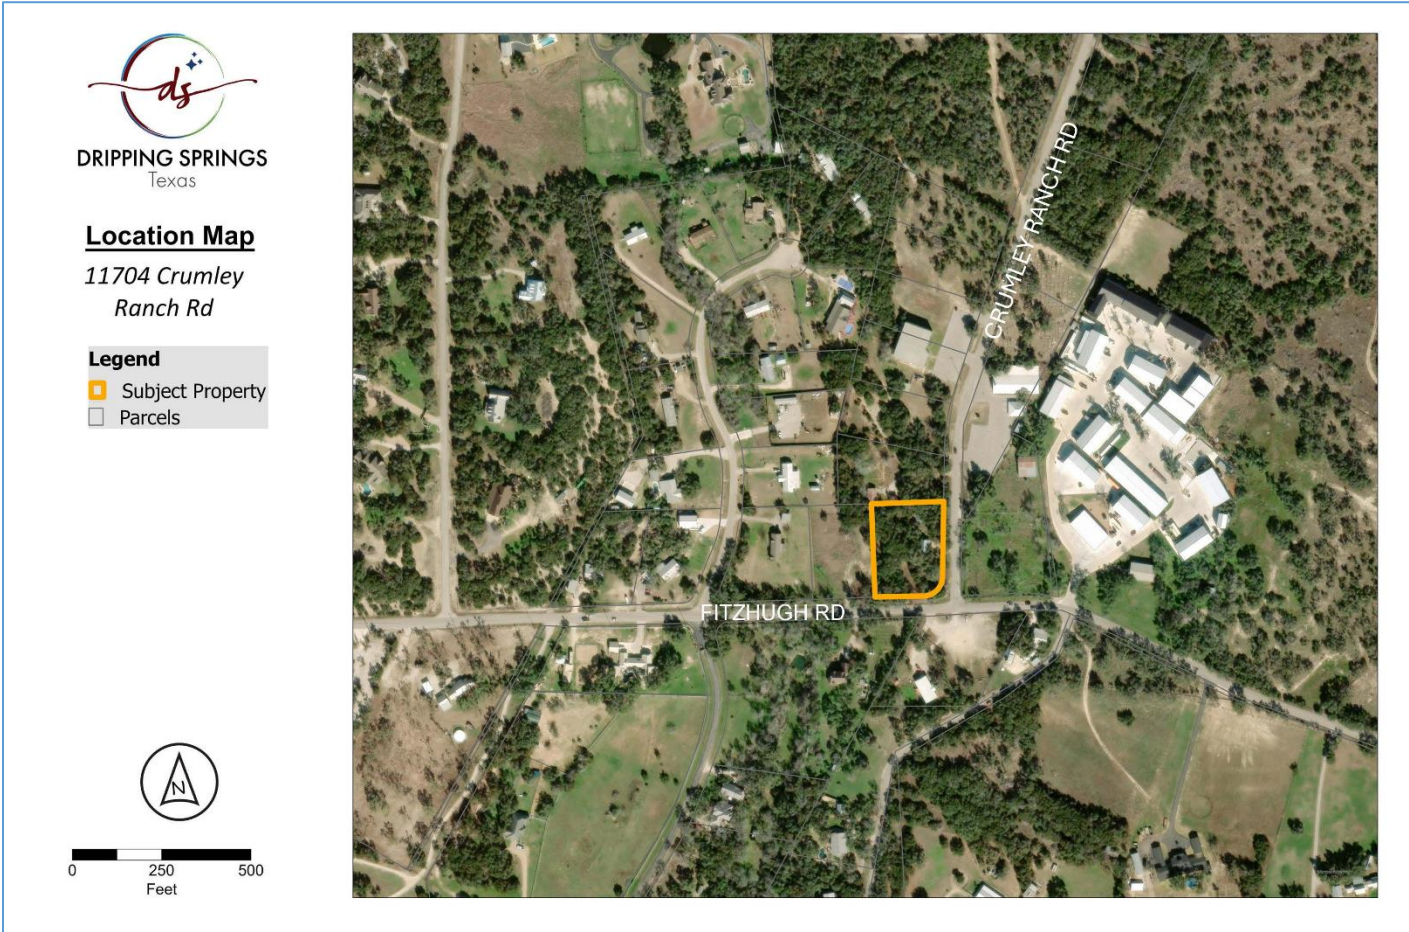 ds
DRIPPING SPRINGS
Texas
Location Map
11704 Crumley
Ranch Rd
Legend
Subject Property
Parcels
N
0 250 500
Feet
CRUMLEY RANCH RD
FITZHUGH RD